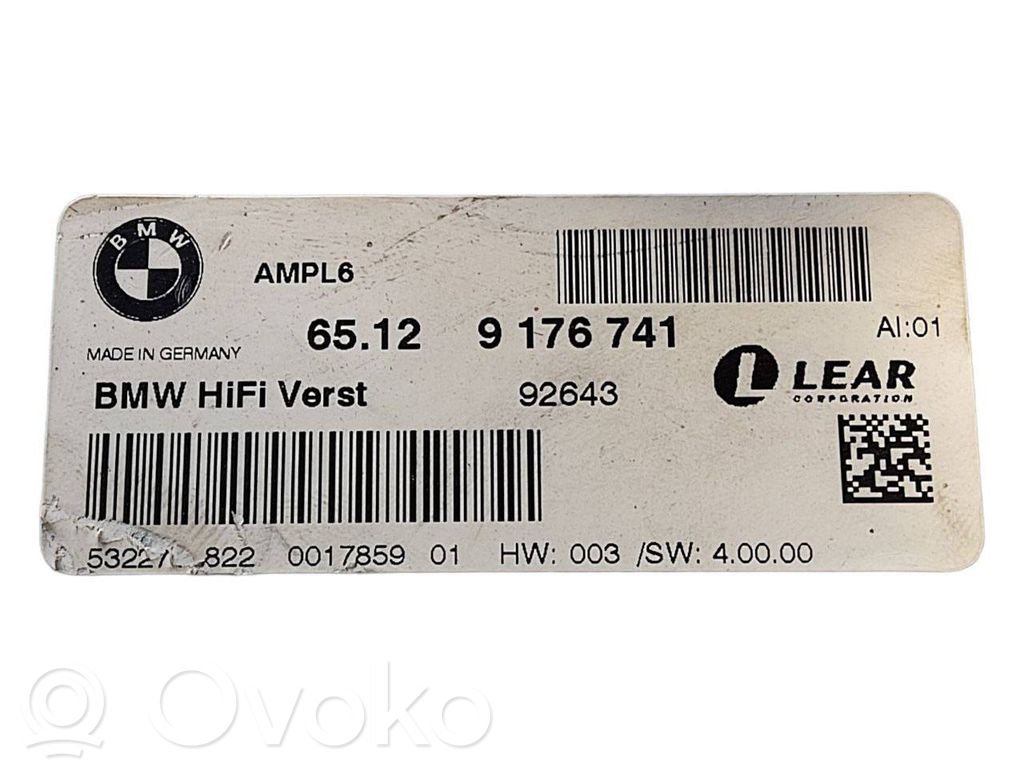 BMW
AMPL6
65.12 9 176 741
AI:01
MADE IN GERMANY
BMW HiFi Verst 92643
LEAR
CORPORATION
822 0017859 01 HW: 003 /SW: 4.00.00
Ovoko